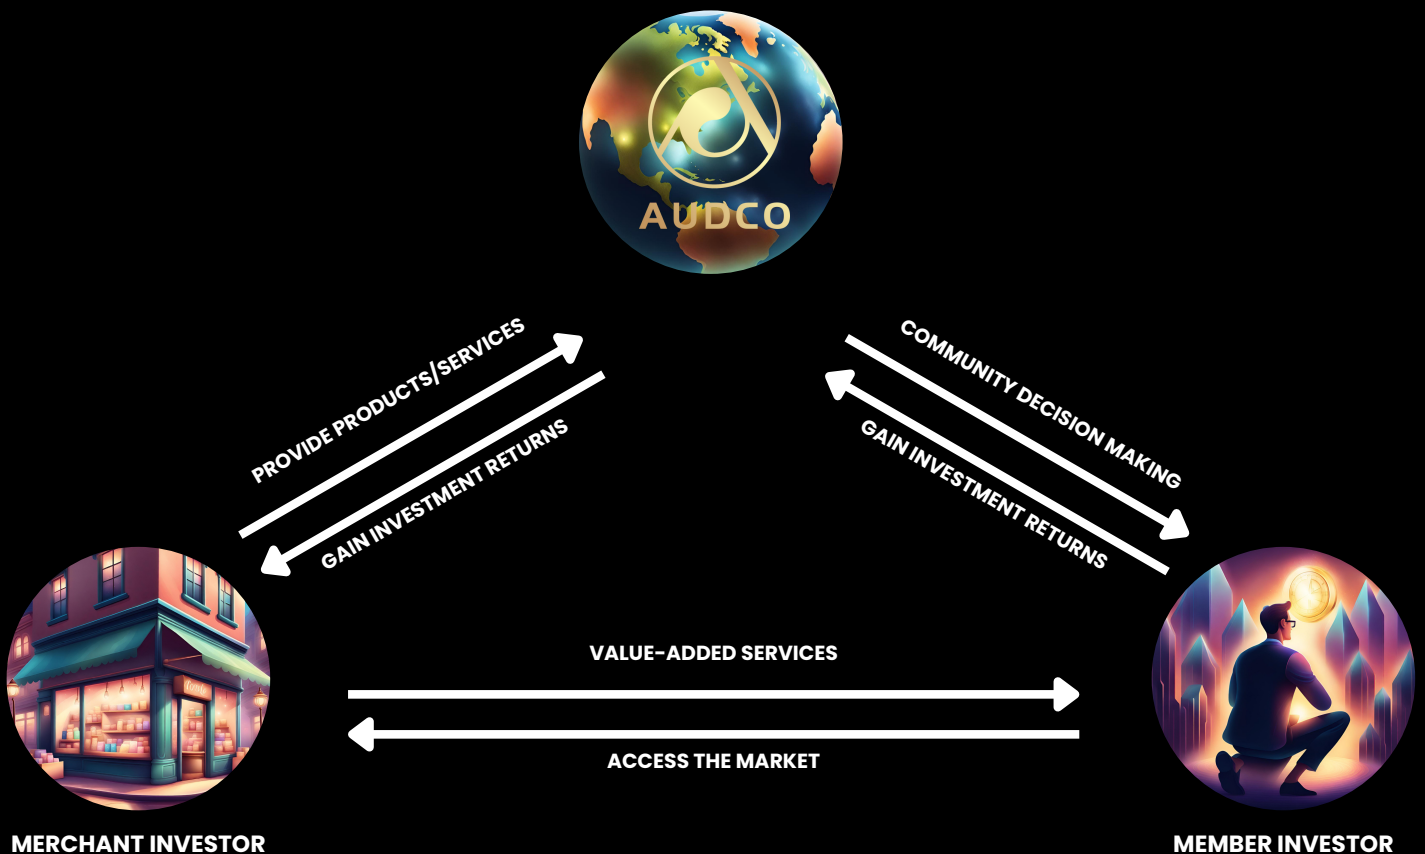 AUDCO
PROVIDE PRODUCTS/SERVICES
GAIN INVESTMENT RETURNS
COMMUNITY DECISION MAKING
GAIN INVESTMENT RETURNS
VALUE-ADDED SERVICES
ACCESS THE MARKET
MERCHANT INVESTOR
MEMBER INVESTOR